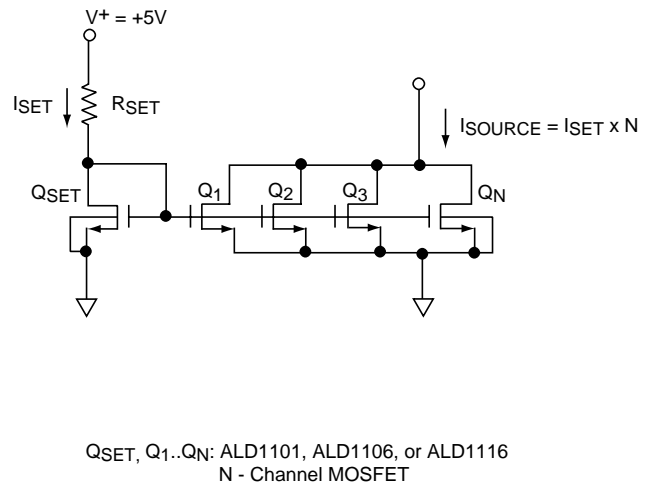 V+ = +5V
ISET
RSET
ISOURCE = ISET x N
QSET
Q1
Q2
Q3
QN
QSET, Q1..QN: ALD1101, ALD1106, or ALD1116
N - Channel MOSFET